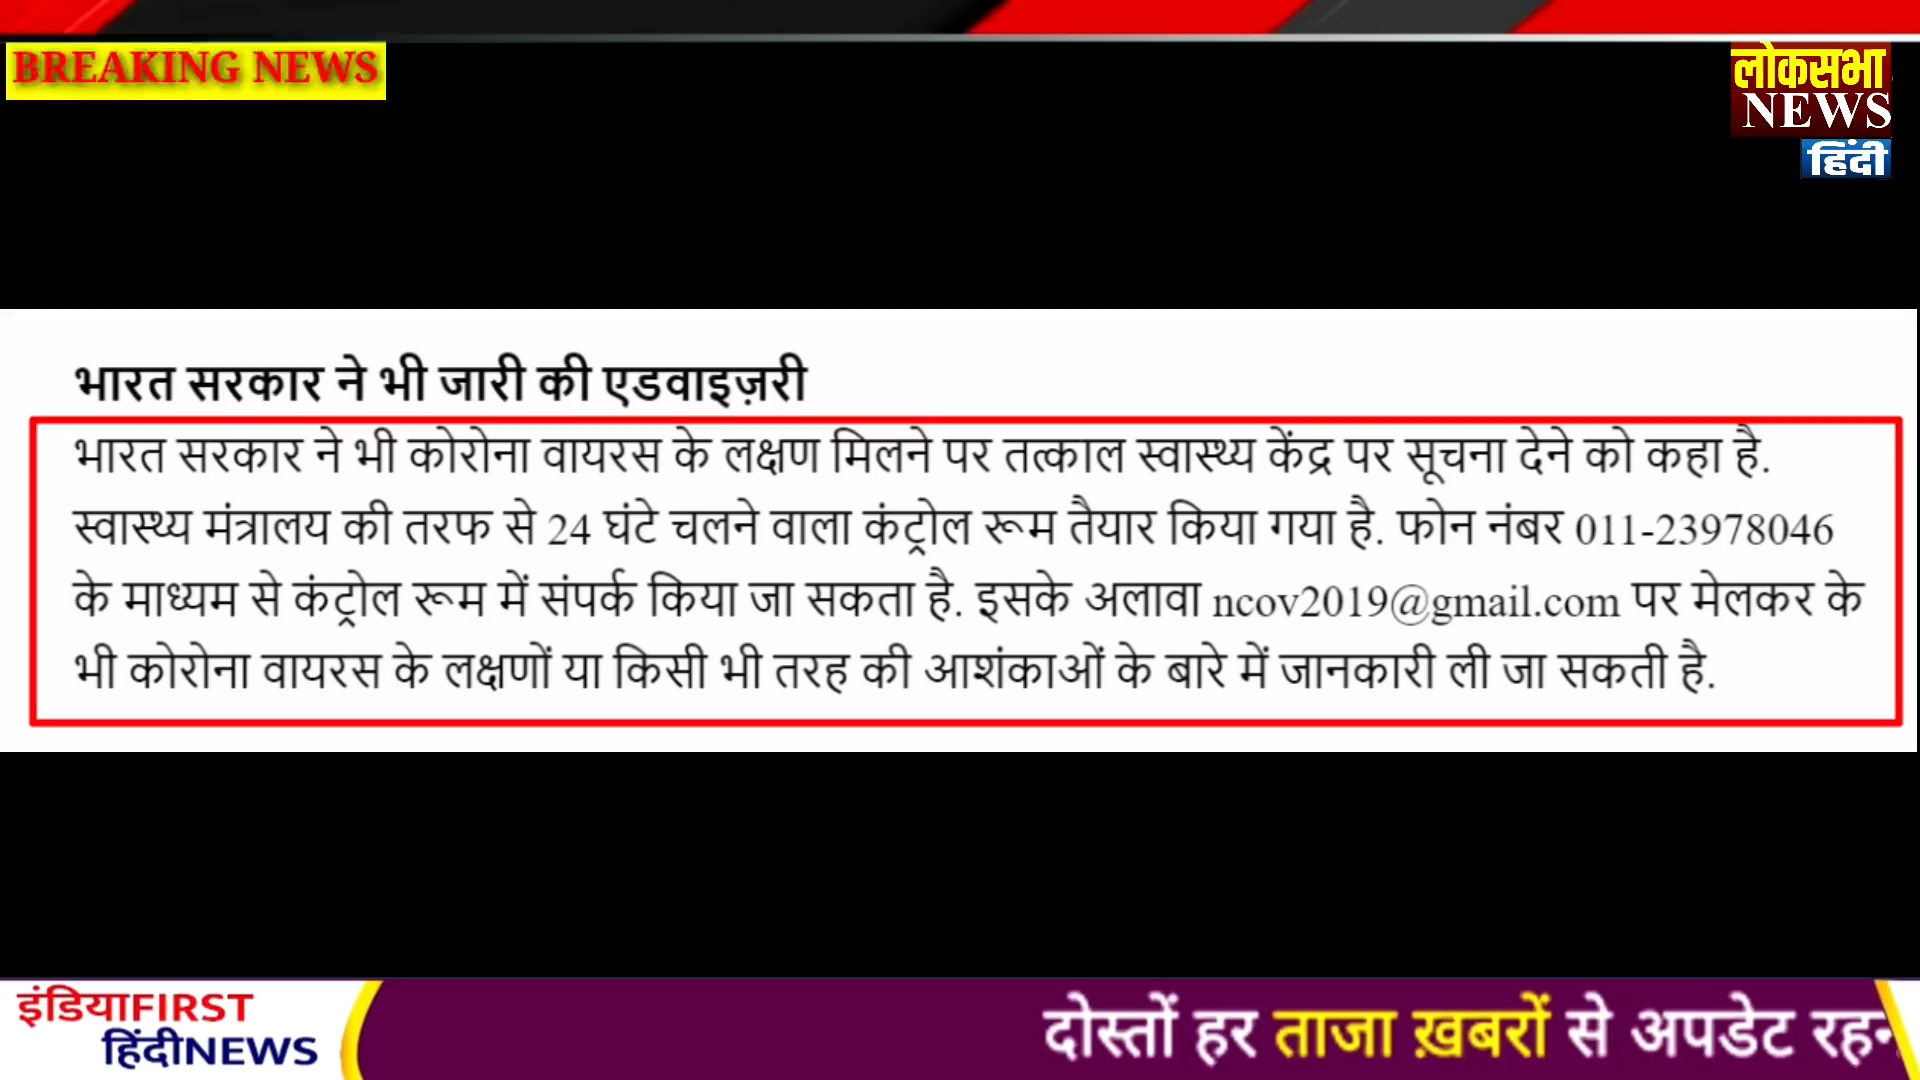 BREAKING NEWS
लोकसभा
NEWS
हिंदी
भारत सरकार ने भी जारी की एडवाइज़री
भारत सरकार ने भी कोरोना वायरस के लक्षण मिलने पर तत्काल स्वास्थ्य केंद्र पर सूचना देने को कहा है.
स्वास्थ्य मंत्रालय की तरफ से 24 घंटे चलने वाला कंट्रोल रूम तैयार किया गया है. फोन नंबर 011-23978046
के माध्यम से कंट्रोल रूम में संपर्क किया जा सकता है. इसके अलावा ncov2019@gmail.com पर मेलकर के
भी कोरोना वायरस के लक्षणों या किसी भी तरह की आशंकाओं के बारे में जानकारी ली जा सकती है.
इंडियाFIRST
हिंदीNEWS
दोस्तों हर ताजा ख़बरों से अपडेट